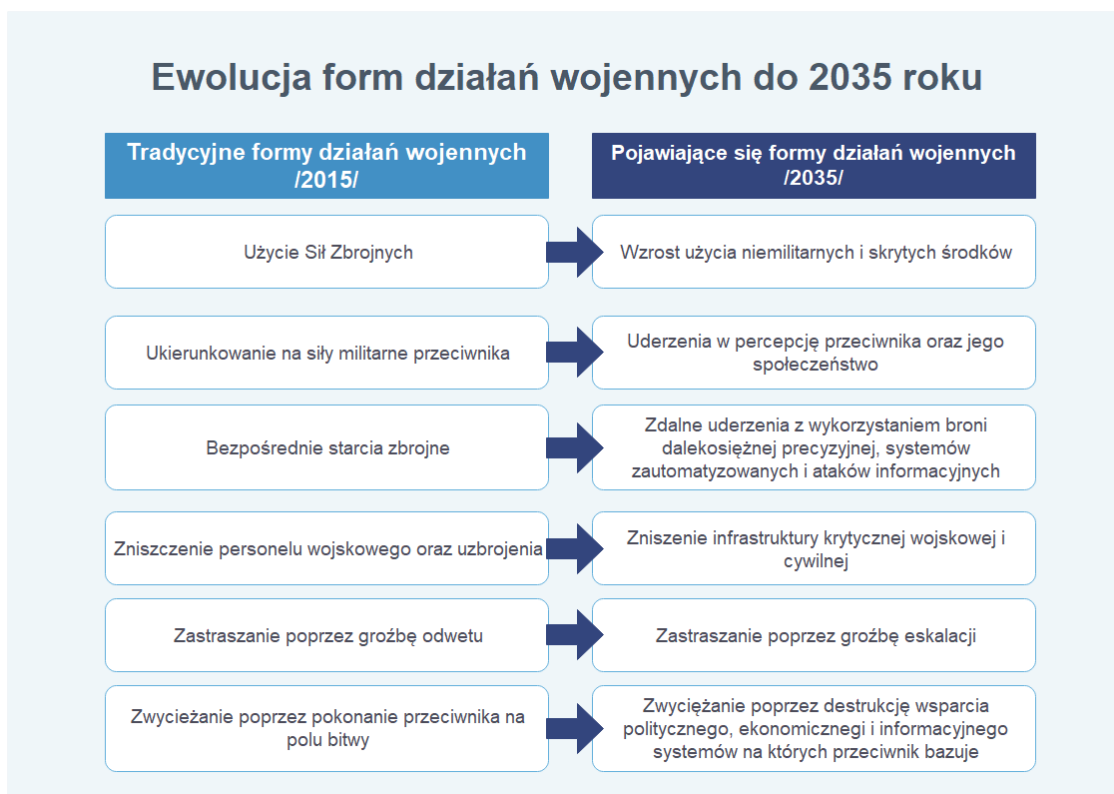 Ewolucja form działań wojennych do 2035 roku
Tradycyjne formy działań wojennych
/2015/
Pojawiające się formy działań wojennych
/2035/
Użycie Sił Zbrojnych
Wzrost użycia niemilitarnych i skrytych środków
Ukierunkowanie na siły militarne przeciwnika
Uderzenia w percepcję przeciwnika oraz jego
społeczeństwo
Bezpośrednie starcia zbrojne
Zdalne uderzenia z wykorzystaniem broni
dalekosiężnej precyzyjnej, systemów
zautomatyzowanych i ataków informacyjnych
Zniszczenie personelu wojskowego oraz uzbrojenia
Zniszenie infrastruktury krytycznej wojskowej i
cywilnej
Zastraszanie poprzez groźbę odwetu
Zastraszanie poprzez groźbę eskalacji
Zwycieżanie poprzez pokonanie przeciwnika na
polu bitwy
Zwyciężanie poprzez destrukcję wsparcia
politycznego, ekonomicznegi i informacyjnego
systemów na których przeciwnik bazuje